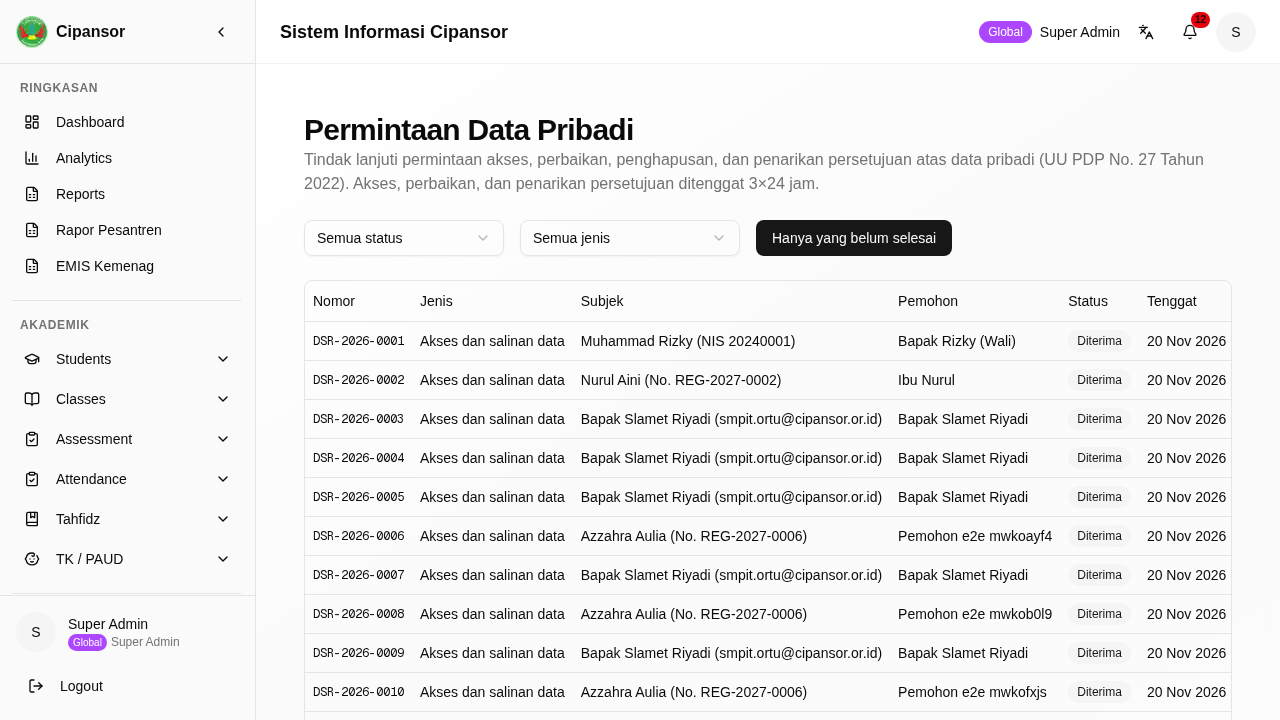 Cipansor
Sistem Informasi Cipansor
Global
Super Admin
12
S
RINGKASAN
Dashboard
Analytics
Reports
Rapor Pesantren
EMIS Kemenag
AKADEMIK
Students
Classes
Assessment
Attendance
Tahfidz
TK / PAUD
S
Super Admin
Global Super Admin
Logout
Permintaan Data Pribadi
Tindak lanjuti permintaan akses, perbaikan, penghapusan, dan penarikan persetujuan atas data pribadi (UU PDP No. 27 Tahun
2022). Akses, perbaikan, dan penarikan persetujuan ditenggat 3×24 jam.
Semua status
Semua jenis
Hanya yang belum selesai
Nomor Jenis Subjek Pemohon Status Tenggat
DSR-2026-0001 Akses dan salinan data Muhammad Rizky (NIS 20240001) Bapak Rizky (Wali) Diterima 20 Nov 2026
DSR-2026-0002 Akses dan salinan data Nurul Aini (No. REG-2027-0002) Ibu Nurul Diterima 20 Nov 2026
DSR-2026-0003 Akses dan salinan data Bapak Slamet Riyadi (smpit.ortu@cipansor.or.id) Bapak Slamet Riyadi Diterima 20 Nov 2026
DSR-2026-0004 Akses dan salinan data Bapak Slamet Riyadi (smpit.ortu@cipansor.or.id) Bapak Slamet Riyadi Diterima 20 Nov 2026
DSR-2026-0005 Akses dan salinan data Bapak Slamet Riyadi (smpit.ortu@cipansor.or.id) Bapak Slamet Riyadi Diterima 20 Nov 2026
DSR-2026-0006 Akses dan salinan data Azzahra Aulia (No. REG-2027-0006) Pemohon e2e mwkoayf4 Diterima 20 Nov 2026
DSR-2026-0007 Akses dan salinan data Bapak Slamet Riyadi (smpit.ortu@cipansor.or.id) Bapak Slamet Riyadi Diterima 20 Nov 2026
DSR-2026-0008 Akses dan salinan data Azzahra Aulia (No. REG-2027-0006) Pemohon e2e mwkob0l9 Diterima 20 Nov 2026
DSR-2026-0009 Akses dan salinan data Bapak Slamet Riyadi (smpit.ortu@cipansor.or.id) Bapak Slamet Riyadi Diterima 20 Nov 2026
DSR-2026-0010 Akses dan salinan data Azzahra Aulia (No. REG-2027-0006) Pemohon e2e mwkofxjs Diterima 20 Nov 2026